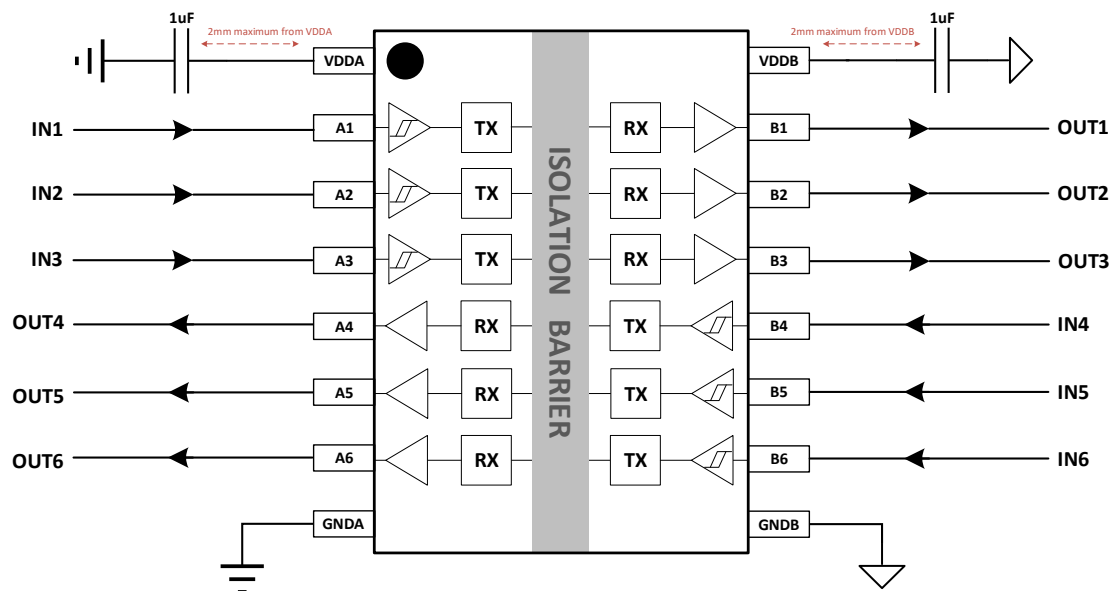 1uF
2mm maximum from VDDA
2mm maximum from VDDB
1uF
VDDA
VDDB
IN1 A1 TX RX B1 OUT1
IN2 A2 TX RX B2 OUT2
IN3 A3 TX RX B3 OUT3
OUT4 A4 RX TX B4 IN4
OUT5 A5 RX TX B5 IN5
OUT6 A6 RX TX B6 IN6
ISOLATION BARRIER
GNDA
GNDB